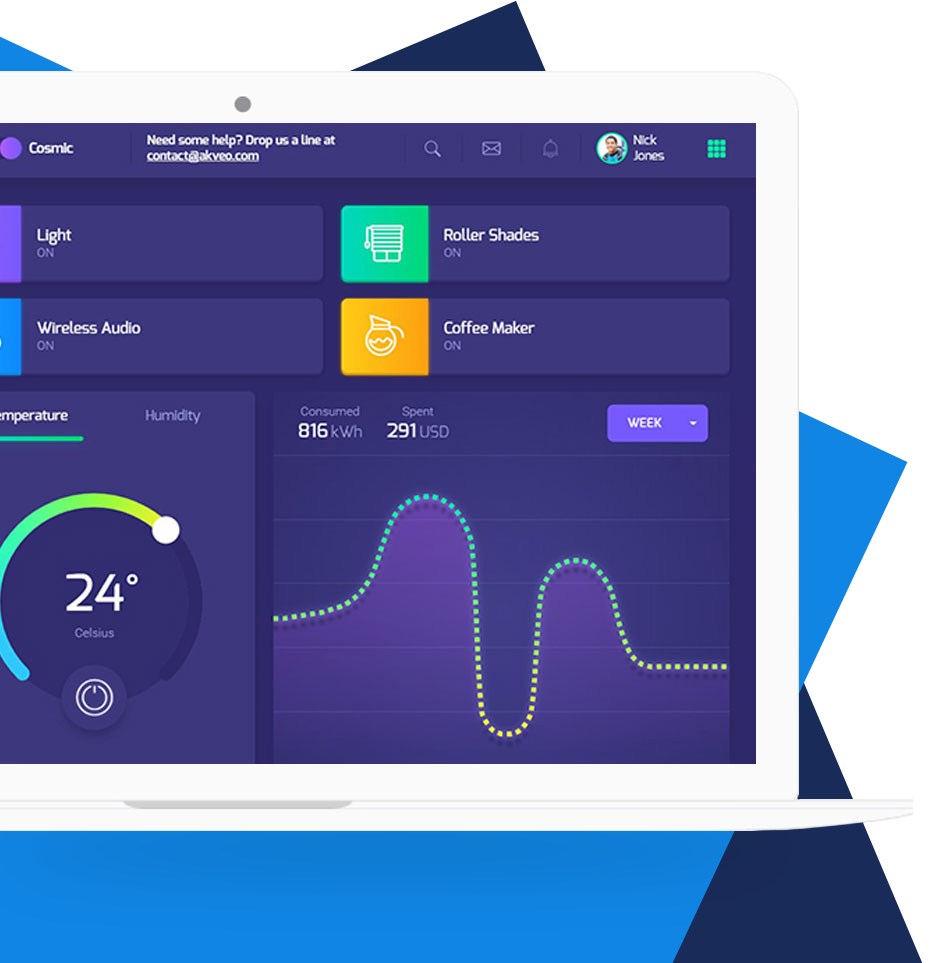 Cosmic
Need some help? Drop us a line at
contact@akveo.com
Nick
Jones
Light
ON
Roller Shades
ON
Wireless Audio
ON
Coffee Maker
ON
emperature
Humidity
Consumed
816 kWh
Spent
291 USD
WEEK
24°
Celsius